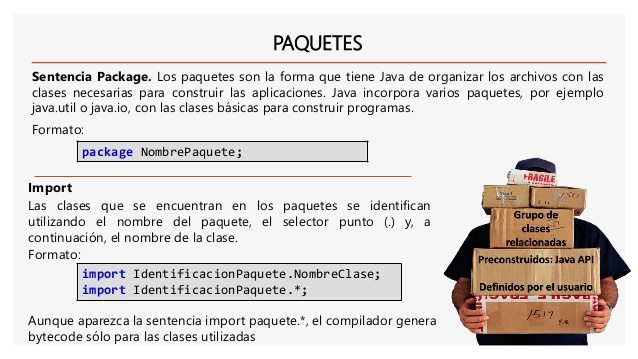 PAQUETES
Sentencia Package. Los paquetes son la forma que tiene Java de organizar los archivos con las
clases necesarias para construir las aplicaciones. Java incorpora varios paquetes, por ejemplo
java.util o java.io, con las clases básicas para construir programas.
Formato:
package NombrePaquete;
Import
Las clases que se encuentran en los paquetes se identifican
utilizando el nombre del paquete, el selector punto (.) y, a
continuación, el nombre de la clase.
Formato:
import IdentificacionPaquete.NombreClase;
import IdentificacionPaquete.*;
Aunque aparezca la sentencia import paquete.*, el compilador genera
bytecode sólo para las clases utilizadas
FRAGILE
Grupo de
clases
relacionadas
Preconstruidos: Java API
Definidos por el usuario
1517